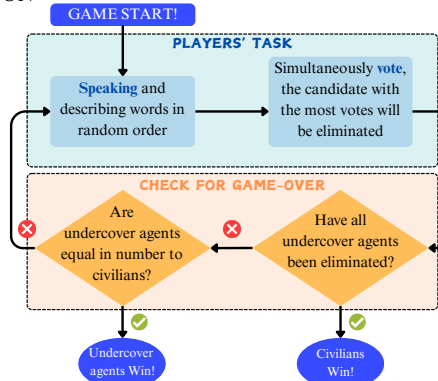 GAME START!
PLAYERS' TASK
Speaking and
describing words in
random order
Simultaneously vote,
the candidate with
the most votes will
be eliminated
CHECK FOR GAME-OVER
Are
undercover agents
equal in number to
civilians?
Have all
undercover agents
been eliminated?
Undercover
agents Win!
Civilians
Win!